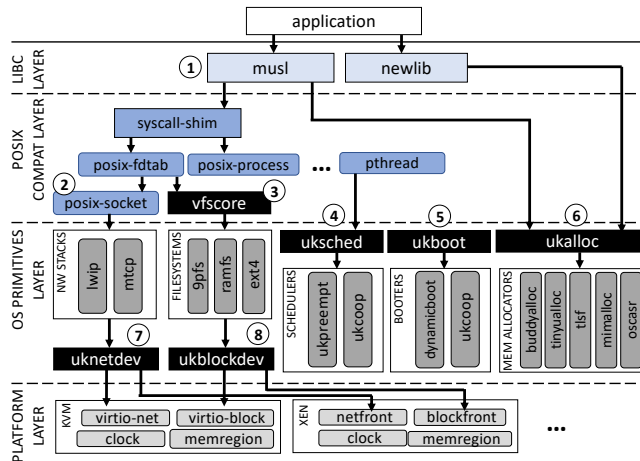 application
LIBC
LAYER
1
musl
newlib
POSIX
COMPAT LAYER
syscall-shim
posix-fdtab
posix-process
...
pthread
2
posix-socket
3
vfscore
4
uksched
5
ukboot
6
ukalloc
OS PRIMITIVES
LAYER
NW STACKS
lwip
mtcp
FILESYSTEMS
9pfs
ramfs
ext4
SCHEDULERS
ukpreempt
ukcoop
BOOTERS
dynamicboot
ukcoop
MEM ALLOCATORS
buddyalloc
tinyualloc
tlsf
mimalloc
oscasr
7
uknetdev
8
ukblockdev
PLATFORM
LAYER
KVM
virtio-net
virtio-block
clock
memregion
XEN
netfront
blockfront
clock
memregion
...